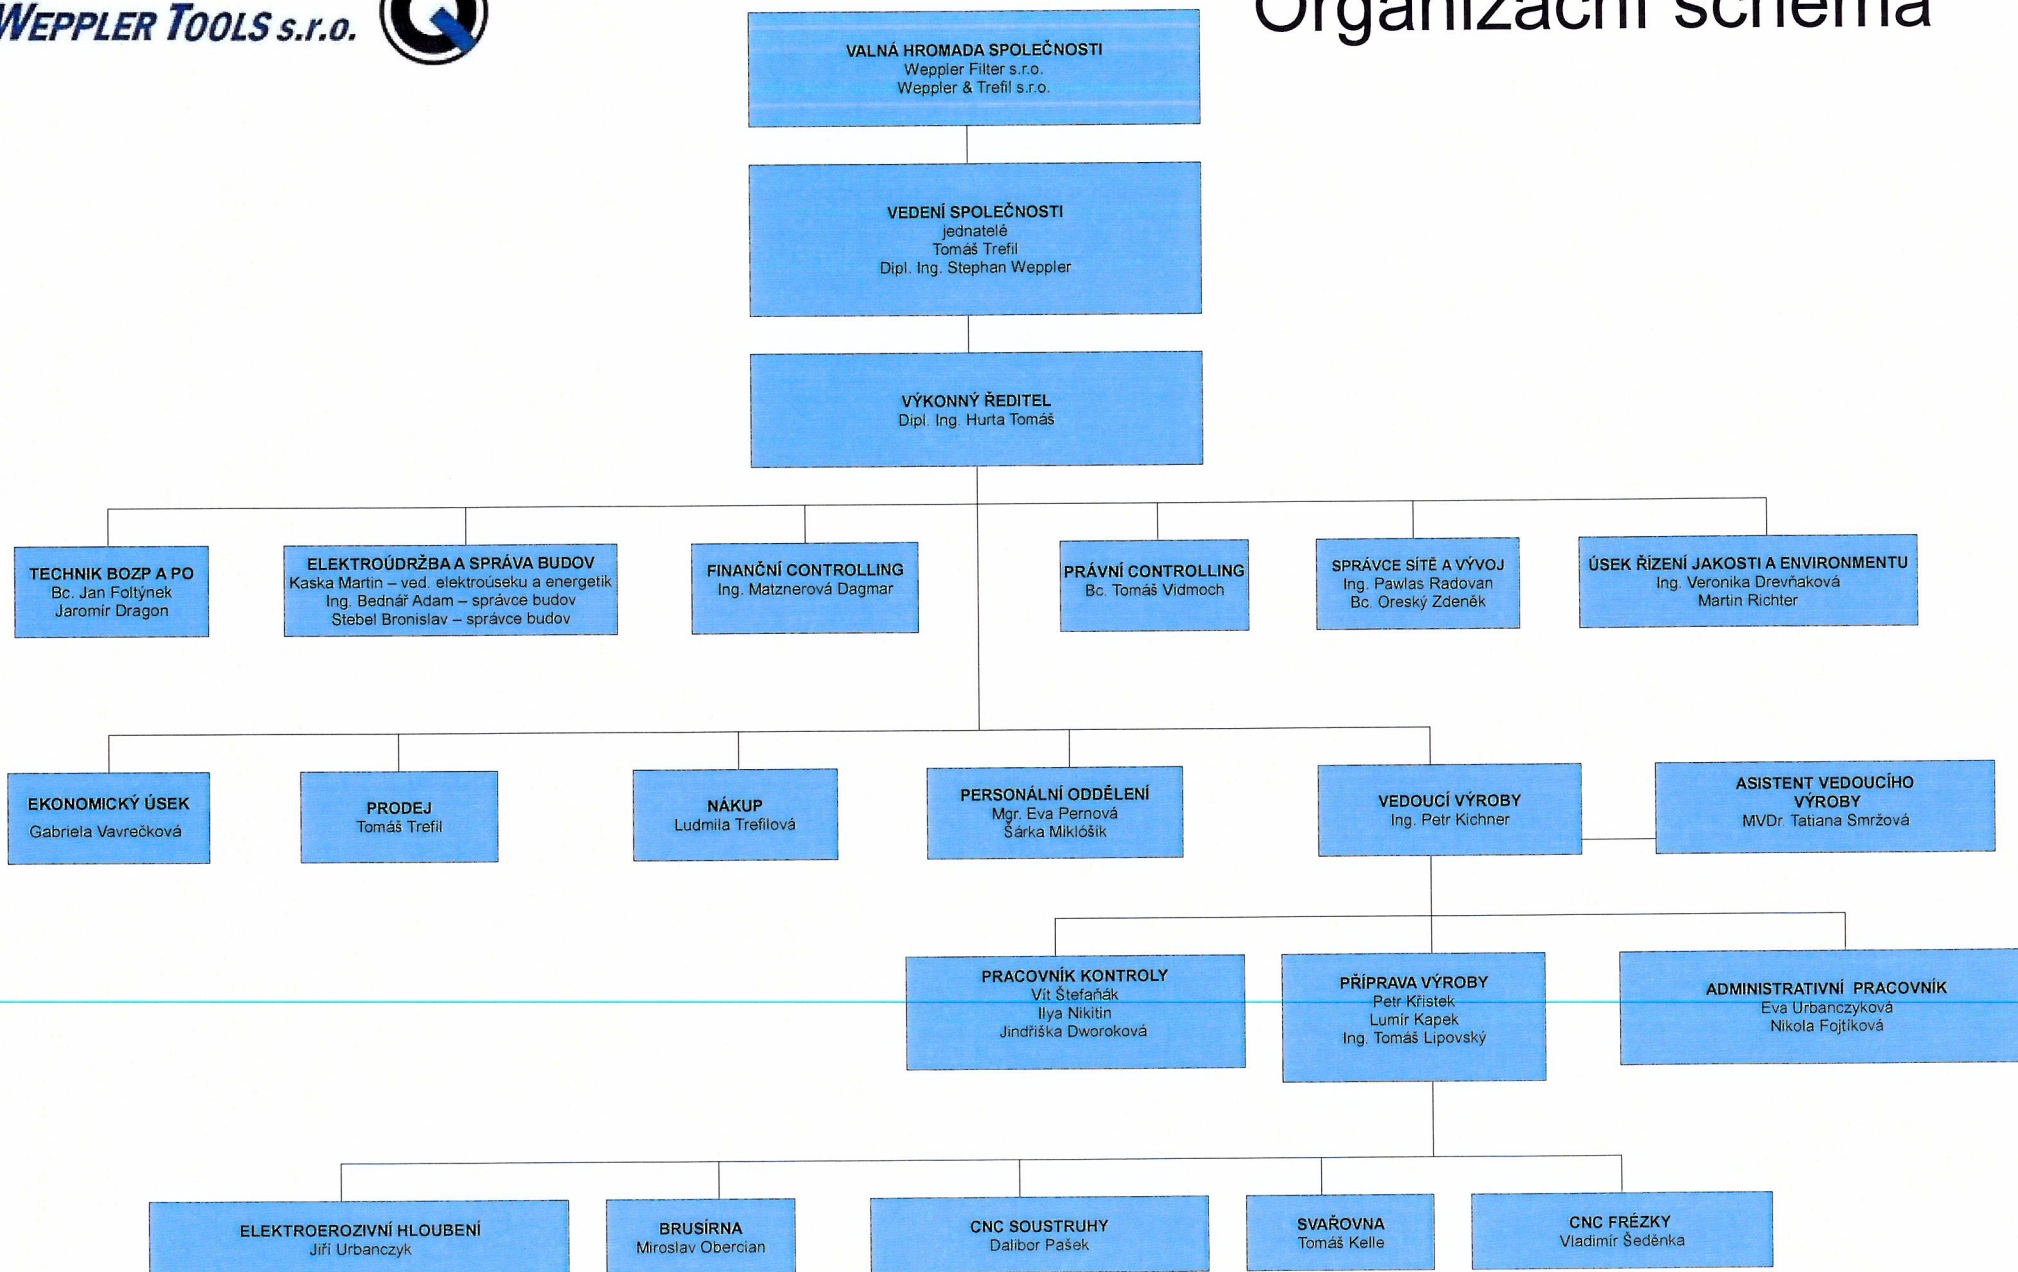 WEPPLER TOOLS s.r.o.
Organizační schéma
VALNÁ HROMADA SPOLEČNOSTI
Weppler Filter s.r.o.
Weppler & Trefil s.r.o.
VEDENÍ SPOLEČNOSTI
jednatelé
Tomáš Trefil
Dipl. Ing. Stephan Weppler
VÝKONNÝ ŘEDITEL
Dipl. Ing. Hurta Tomáš
TECHNIK BOZP A PO
Bc. Jan Foltýnek
Jaromír Dragon
ELEKTROÚDRŽBA A SPRÁVA BUDOV
Kaska Martin – ved. elektroúseku a energetik
Ing. Bednář Adam – správce budov
Stebel Bronislav – správce budov
FINANČNÍ CONTROLLING
Ing. Matznerová Dagmar
PRÁVNÍ CONTROLLING
Bc. Tomáš Vidmoch
SPRÁVCE SÍTĚ A VÝVOJ
Ing. Pawlas Radovan
Bc. Oreský Zdeněk
ÚSEK ŘÍZENÍ JAKOSTI A ENVIRONMENTU
Ing. Veronika Drevňaková
Martin Richter
EKONOMICKÝ ÚSEK
Gabriela Vavrečková
PRODEJ
Tomáš Trefil
NÁKUP
Ludmila Trefilová
PERSONÁLNÍ ODDĚLENÍ
Mgr. Eva Pernová
Šárka Miklóšik
VEDOUCÍ VÝROBY
Ing. Petr Kichner
ASISTENT VEDOUCÍHO
VÝROBY
MVDr. Tatiana Smržová
PRACOVNÍK KONTROLY
Vít Štefaňák
Ilya Nikitin
Jindřiška Dworoková
PŘÍPRAVA VÝROBY
Petr Křistek
Lumír Kapek
Ing. Tomáš Lipovský
ADMINISTRATIVNÍ PRACOVNÍK
Eva Urbanczyková
Nikola Fojtíková
ELEKTROEROZIVNÍ HLOUBENÍ
Jiří Urbanczyk
BRUSÍRNA
Miroslav Obercian
CNC SOUSTRUHY
Dalibor Pašek
SVAŘOVNA
Tomáš Kelle
CNC FRÉZKY
Vladimír Šeděnka